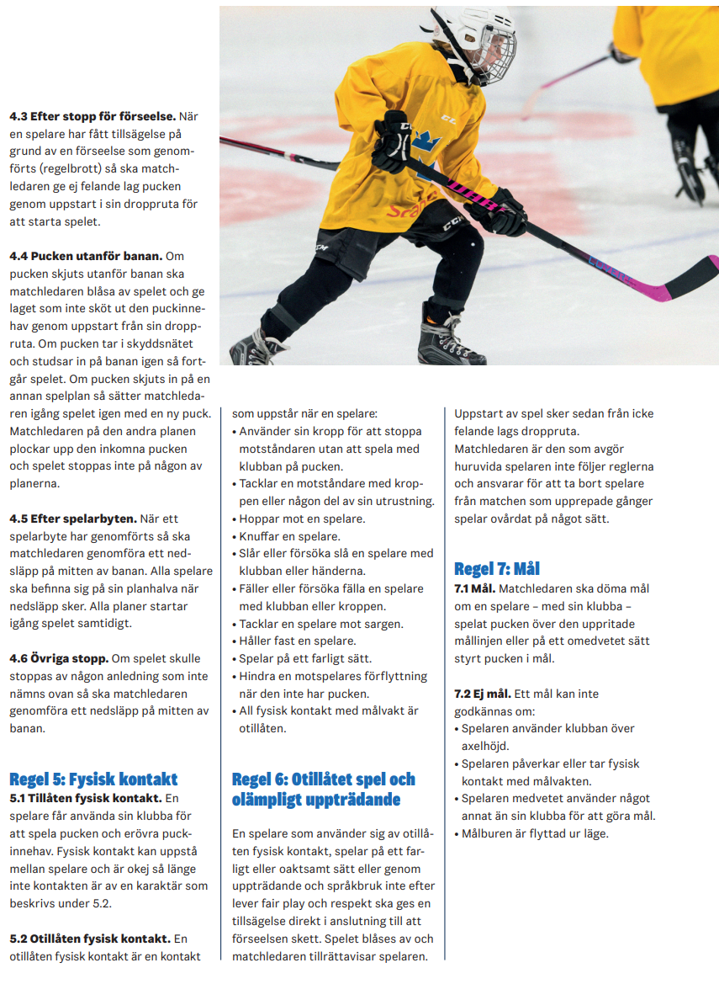 4.3 Efter stopp för förseelse. När
en spelare har fått tillsägelse på
grund av en förseelse som genom-
förts (regelbrott) så ska match-
ledaren ge ej felande lag pucken
genom uppstart i sin droppruta för
att starta spelet.
4.4 Pucken utanför banan. Om
pucken skjuts utanför banan ska
matchledaren blåsa av spelet och ge
laget som inte sköt ut den puckinne-
hav genom uppstart från sin dropp-
ruta. Om pucken tar i skyddsnätet
och studsar in på banan igen så fort-
går spelet. Om pucken skjuts in på en
annan spelplan så sätter matchleda-
ren igång spelet igen med en ny puck.
Matchledaren på den andra planen
plockar upp den inkomna pucken
och spelet stoppas inte på någon av
planerna.
4.5 Efter spelarbyten. När ett
spelarbyte har genomförts så ska
matchledaren genomföra ett ned-
släpp på mitten av banan. Alla spelare
ska befinna sig på sin planhalva när
nedsläpp sker. Alla planer startar
igång spelet samtidigt.
4.6 Övriga stopp. Om spelet skulle
stoppas av någon anledning som inte
nämns ovan så ska matchledaren
genomföra ett nedsläpp på mitten av
banan.
Regel 5: Fysisk kontakt
5.1 Tillåten fysisk kontakt. En
spelare får använda sin klubba för
att spela pucken och erövra puck-
innehav. Fysisk kontakt kan uppstå
mellan spelare och är okej så länge
inte kontakten är av en karaktär som
beskrivs under 5.2.
5.2 Otillåten fysisk kontakt. En
otillåten fysisk kontakt är en kontakt
som uppstår när en spelare:
• Använder sin kropp för att stoppa
motståndaren utan att spela med
klubban på pucken.
• Tacklar en motståndare med krop-
pen eller någon del av sin utrustning.
• Hoppar mot en spelare.
• Knuffar en spelare.
• Slår eller försöka slå en spelare med
klubban eller händerna.
• Fäller eller försöka fälla en spelare
med klubban eller kroppen.
• Tacklar en spelare mot sargen.
• Håller fast en spelare.
• Spelar på ett farligt sätt.
• Hindra en motspelares förflyttning
när den inte har pucken.
• All fysisk kontakt med målvakt är
otillåten.
Regel 6: Otillåtet spel och
olämpligt uppträdande
En spelare som använder sig av otillå-
ten fysisk kontakt, spelar på ett far-
ligt eller oaktsamt sätt eller genom
uppträdande och språkbruk inte efter
lever fair play och respekt ska ges en
tillsägelse direkt i anslutning till att
förseelsen skett. Spelet blåses av och
matchledaren tillrättavisar spelaren.
Uppstart av spel sker sedan från icke
felande lags droppruta.
Matchledaren är den som avgör
huruvida spelaren inte följer reglerna
och ansvarar för att ta bort spelare
från matchen som upprepade gånger
spelar ovårdat på något sätt.
Regel 7: Mål
7.1 Mål. Matchledaren ska döma mål
om en spelare – med sin klubba –
spelat pucken över den uppritade
mållinjen eller på ett omedvetet sätt
styrt pucken i mål.
7.2 Ej mål. Ett mål kan inte
godkännas om:
• Spelaren använder klubban över
axelhöjd.
• Spelaren påverkar eller tar fysisk
kontakt med målvakten.
• Spelaren medvetet använder något
annat än sin klubba för att göra mål.
• Målburen är flyttad ur läge.
CCM